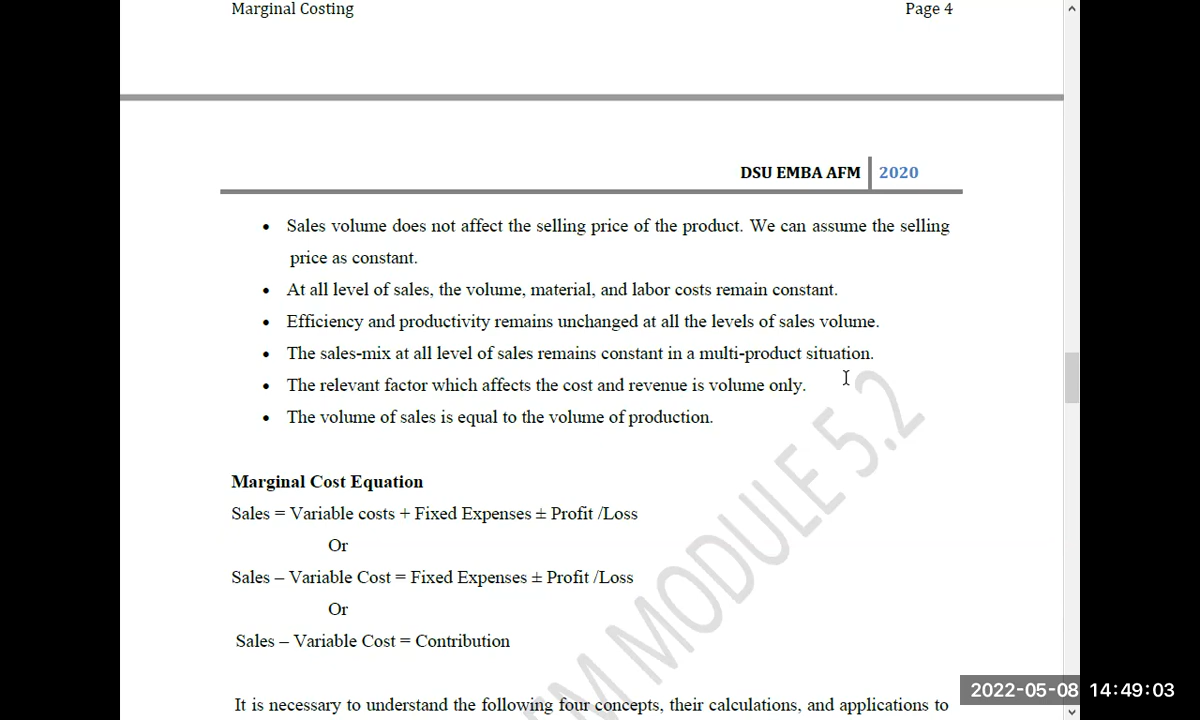 Marginal Costing Page 4
DSU EMBA AFM 2020
• Sales volume does not affect the selling price of the product. We can assume the selling
price as constant.
• At all level of sales, the volume, material, and labor costs remain constant.
• Efficiency and productivity remains unchanged at all the levels of sales volume.
• The sales-mix at all level of sales remains constant in a multi-product situation.
• The relevant factor which affects the cost and revenue is volume only.
• The volume of sales is equal to the volume of production.
Marginal Cost Equation
Sales = Variable costs + Fixed Expenses ± Profit /Loss
Or
Sales – Variable Cost = Fixed Expenses ± Profit /Loss
Or
Sales – Variable Cost = Contribution
It is necessary to understand the following four concepts, their calculations, and applications to
MODULE 5.2
2022-05-08 14:49:03